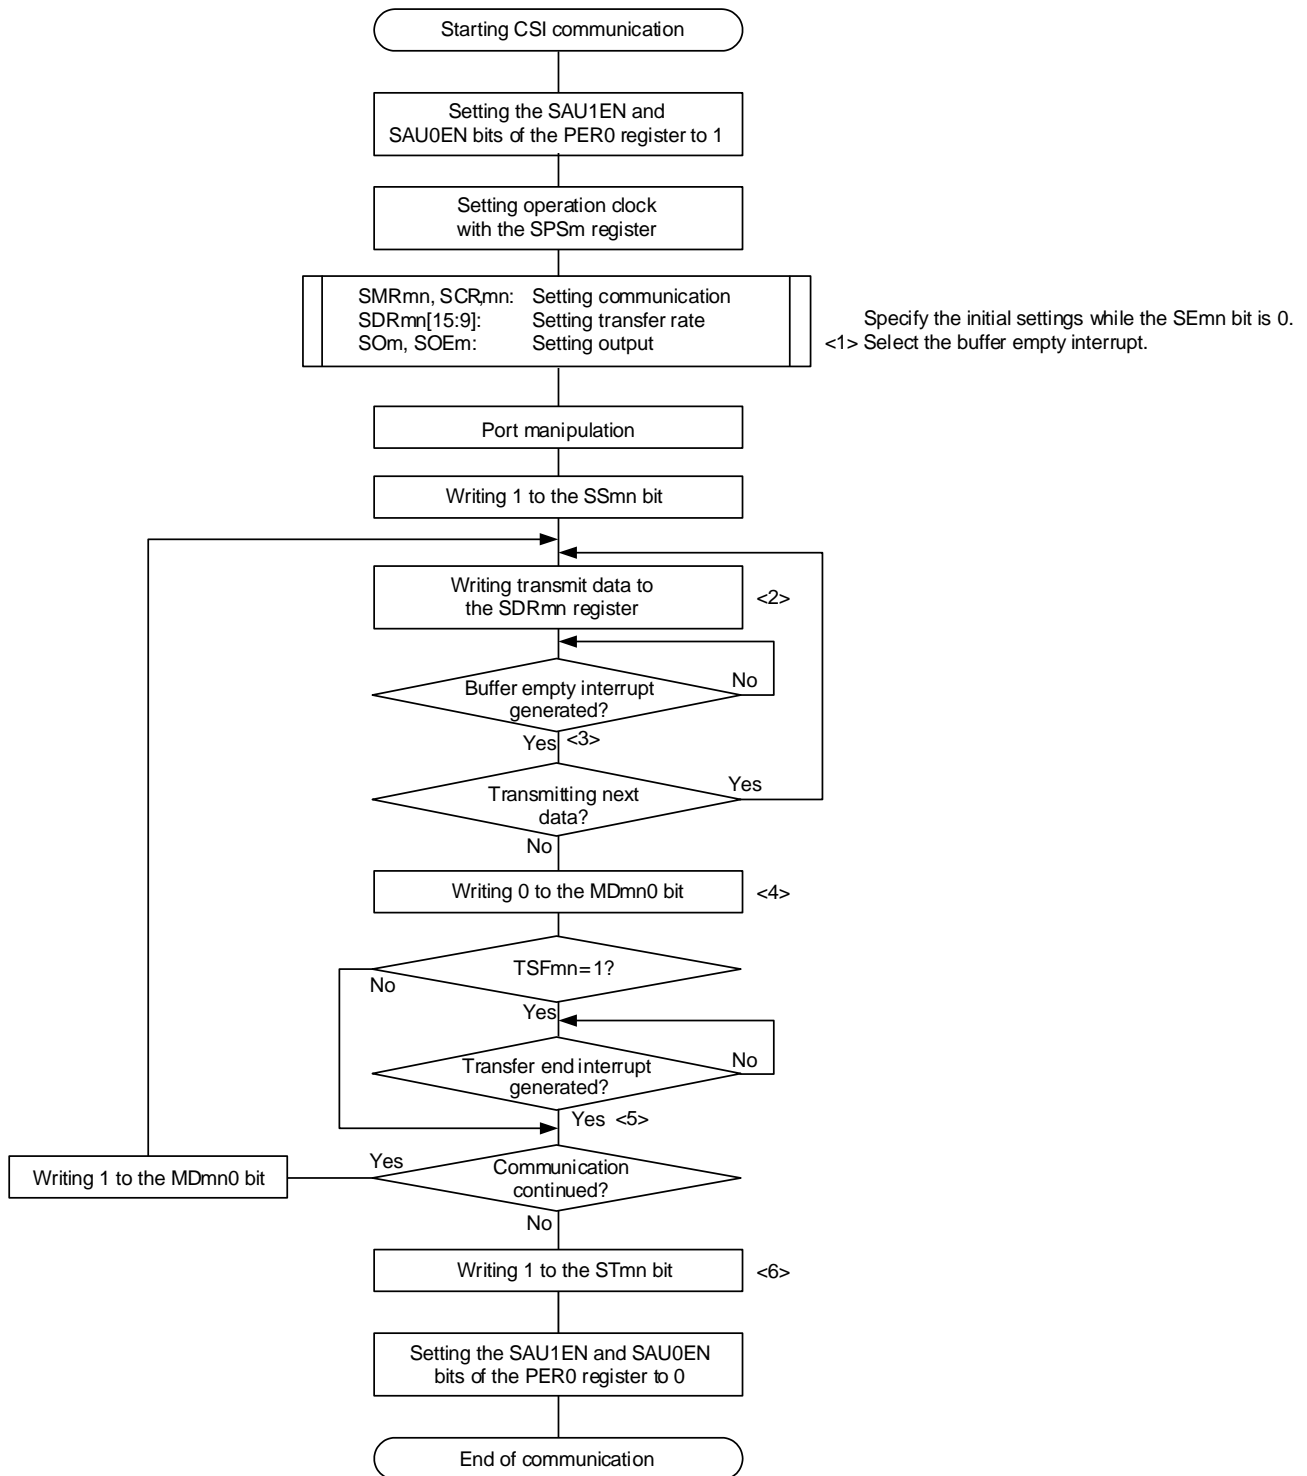 Starting CSI communication
Setting the SAU1EN and
SAU0EN bits of the PER0 register to 1
Setting operation clock
with the SPSm register
SMRmn, SCR,mn: Setting communication
SDRmn[15:9]: Setting transfer rate
SOm, SOEm: Setting output
Specify the initial settings while the SEmn bit is 0.
<1> Select the buffer empty interrupt.
Port manipulation
Writing 1 to the SSmn bit
Writing transmit data to
the SDRmn register
<2>
Buffer empty interrupt
generated?
No
Yes
<3>
Transmitting next
data?
Yes
No
Writing 0 to the MDmn0 bit
<4>
TSFmn=1?
No
Yes
Transfer end interrupt
generated?
No
Yes <5>
Communication
continued?
Yes
Writing 1 to the MDmn0 bit
No
Writing 1 to the STmn bit
<6>
Setting the SAU1EN and SAU0EN
bits of the PER0 register to 0
End of communication